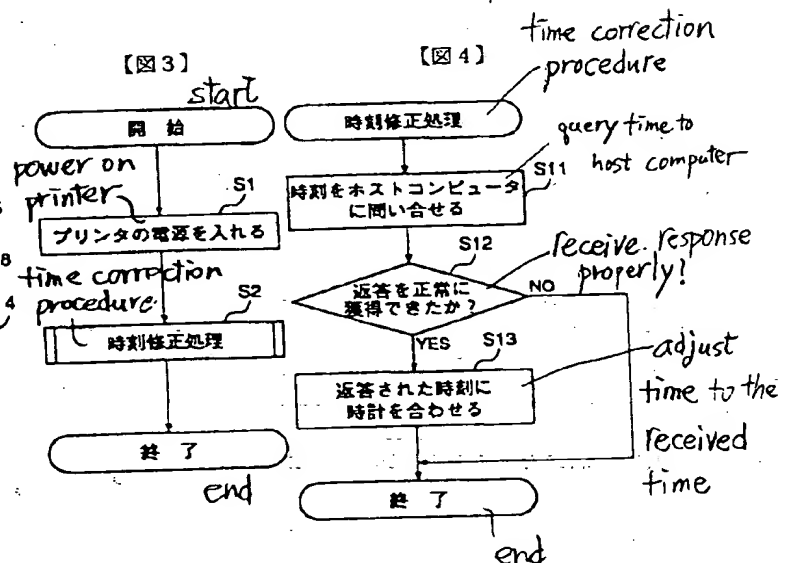 【図3】
start
開 始
power on
printer
S1
プリンタの電源を入れる
8
time correction
4
procedure
S2
時刻修正処理
終 了
end
【図4】
time correction
procedure
時刻修正処理
query time to
host computer
S11
時刻をホストコンピュータ
に問い合せる
S12
返答を正常に
獲得できたか?
receive response
properly?
NO
YES
S13
返答された時刻に
時計を合わせる
adjust
time to the
received
time
終 了
end